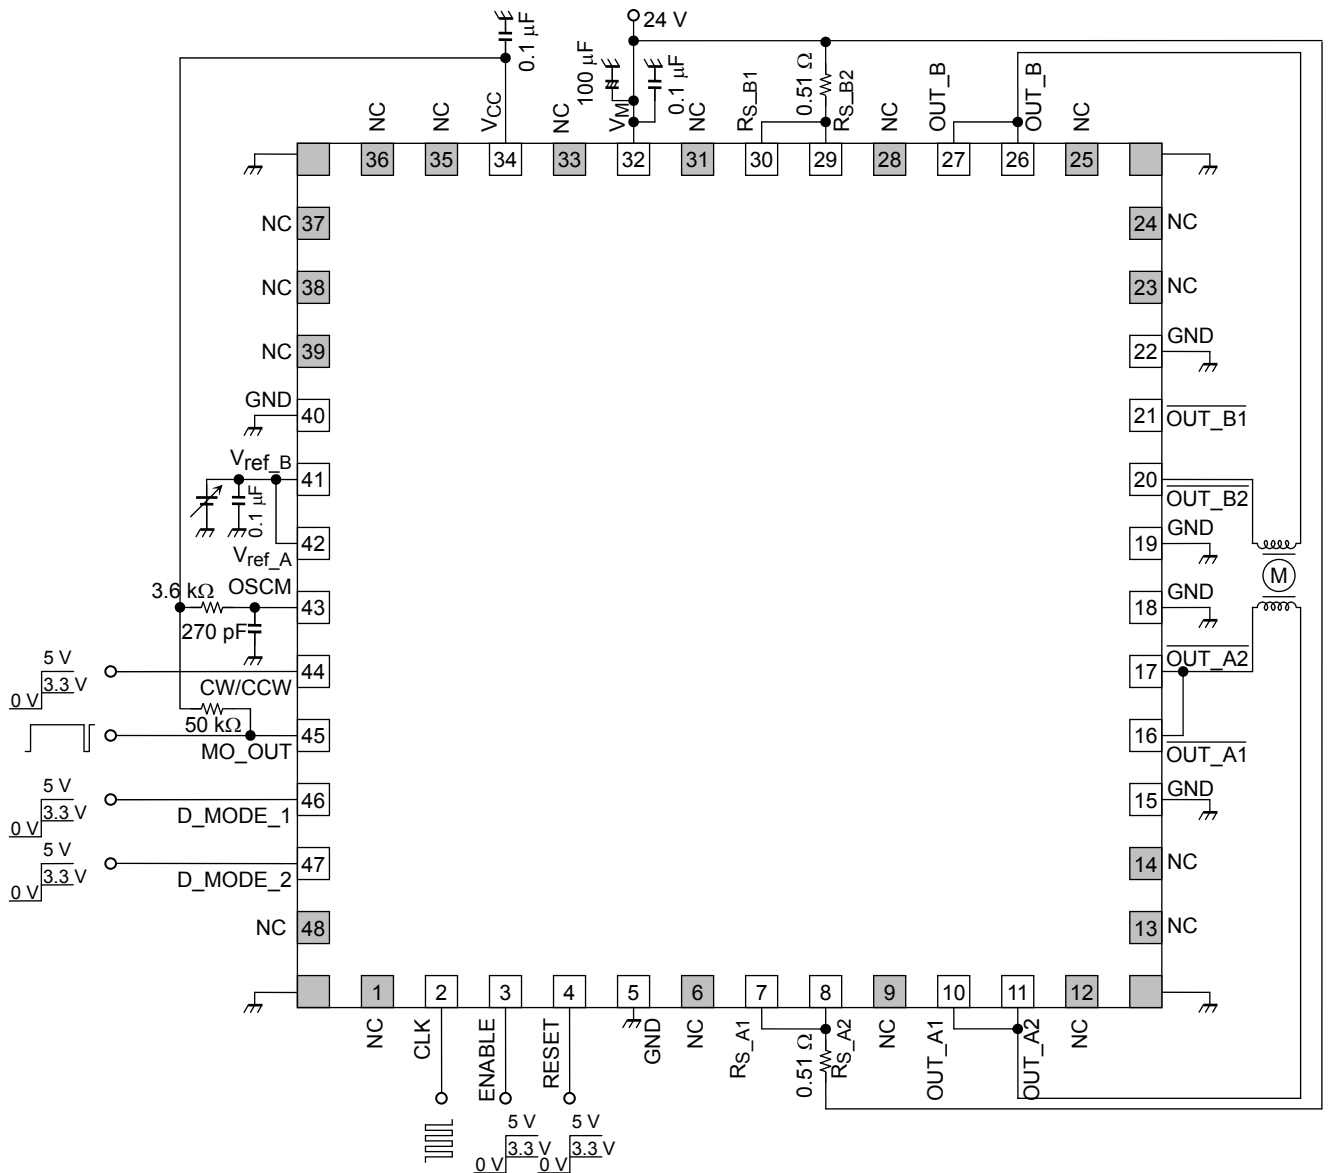 24 V
0.1 μF
100 μF
0.1 μF
0.51 Ω
NC
NC
VCC
NC
VM
NC
RS_B1
RS_B2
NC
OUT_B
OUT_B
NC
36
35
34
33
32
31
30
29
28
27
26
25
NC 37
24 NC
NC 38
23 NC
NC 39
22 GND
GND 40
21 OUT_B1
Vref_B 41
20 OUT_B2
0.1 μF
42
Vref_A
19 GND
3.6 kΩ
OSCM
43
18 GND
270 pF
5 V
3.3 V
0 V
44
CW/CCW
17 OUT_A2
50 kΩ
45
MO_OUT
16 OUT_A1
M
5 V
3.3 V
0 V
46
D_MODE_1
15 GND
5 V
3.3 V
0 V
47
D_MODE_2
14 NC
NC 48
13 NC
1
2
3
4
5
6
7
8
9
10
11
12
NC
CLK
ENABLE
RESET
GND
NC
RS_A1
0.51 Ω
RS_A2
NC
OUT_A1
OUT_A2
NC
5 V
3.3 V
0 V
5 V
3.3 V
0 V